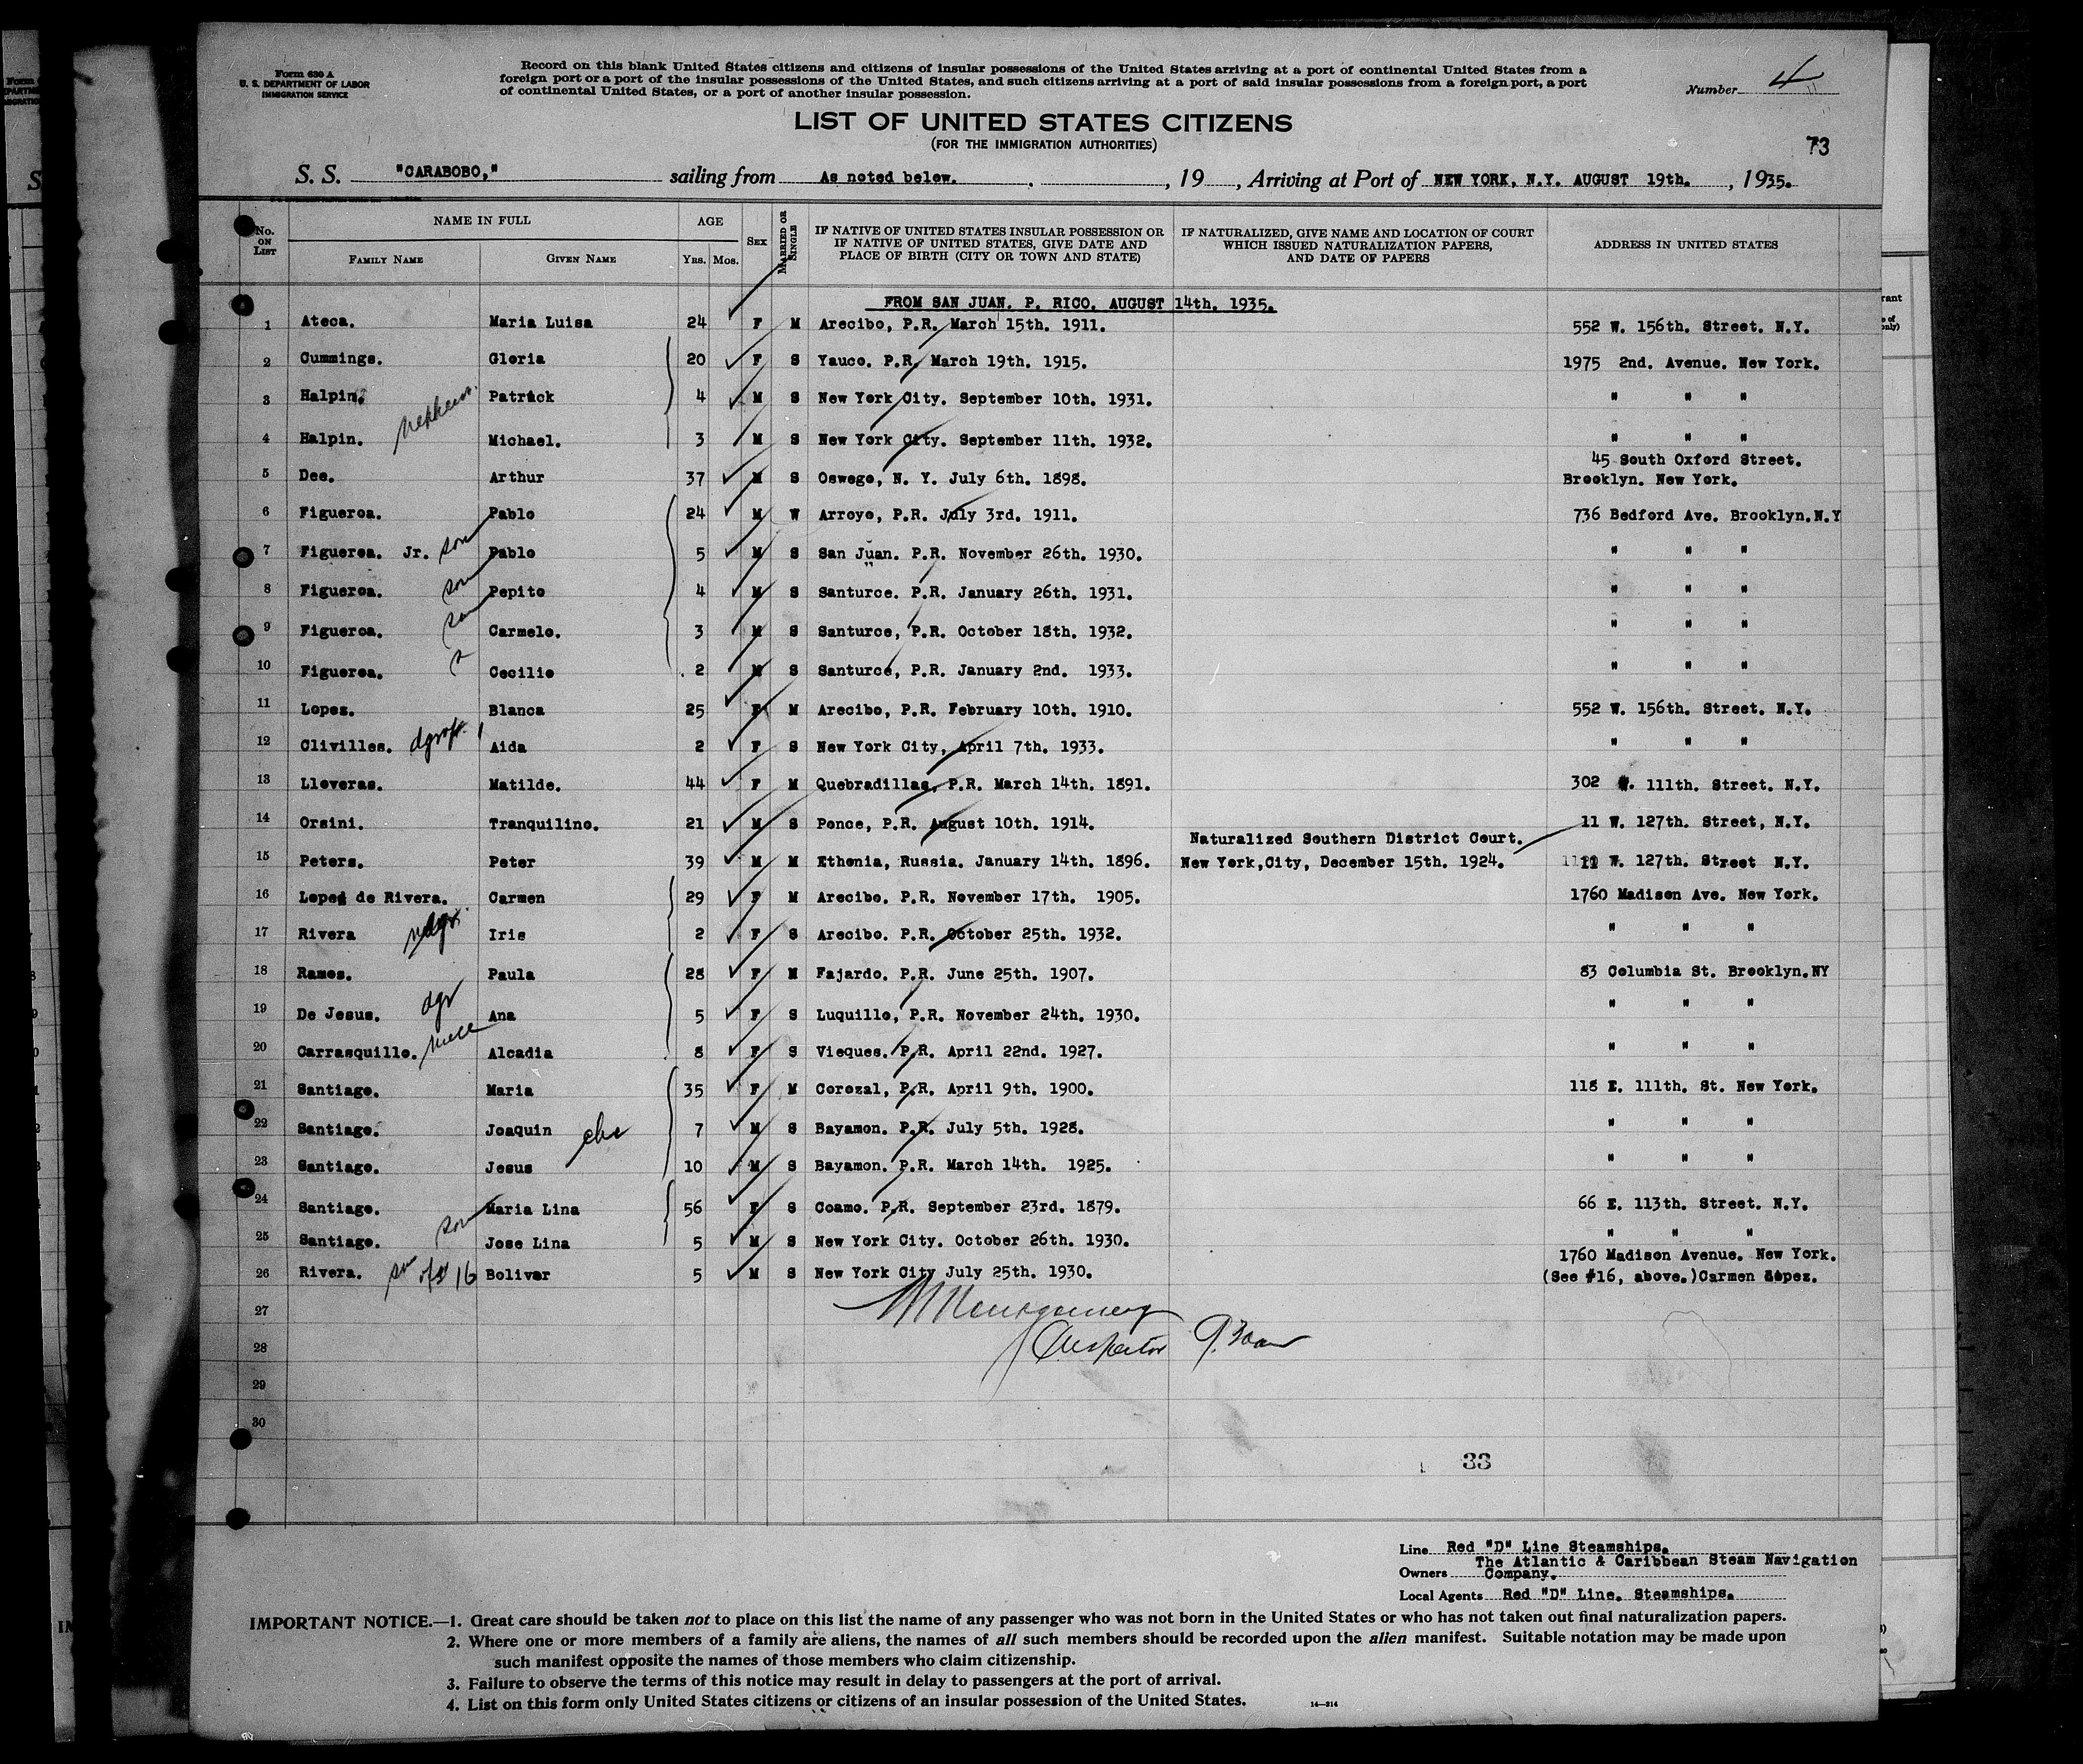 Form 630 A
U. S. DEPARTMENT OF LABOR
IMMIGRATION SERVICE
Record on this blank United States citizens and citizens of insular possessions of the United States arriving at a port of continental United States from a
foreign port or a port of the insular possessions of the United States, and such citizens arriving at a port of said insular possessions from a foreign port, a port
of continental United States, or a port of another insular possession.
Number 4
LIST OF UNITED STATES CITIZENS
(FOR THE IMMIGRATION AUTHORITIES)
73
S. S. "CARABOBO," sailing from As noted below. , 19 , Arriving at Port of NEW YORK, N.Y. AUGUST 19th. , 1935.
No. ON LIST NAME IN FULL AGE SEX MARRIED OR SINGLE IF NATIVE OF UNITED STATES INSULAR POSSESSION OR IF NATIVE OF UNITED STATES, GIVE DATE AND PLACE OF BIRTH (CITY OR TOWN AND STATE) IF NATURALIZED, GIVE NAME AND LOCATION OF COURT WHICH ISSUED NATURALIZATION PAPERS, AND DATE OF PAPERS ADDRESS IN UNITED STATES
FAMILY NAME GIVEN NAME YRS. MOS.
FROM SAN JUAN. P. RICO. AUGUST 14th. 1935.
1 Ateca. Maria Luisa 24 F M Arecibo, P.R. March 15th. 1911. 552 W. 156th. Street. N.Y.
2 Cummings. Gloria 20 F S Yauco. P.R. March 19th. 1915. 1975 2nd. Avenue. New York.
3 Halpin. Patrick 4 M S New York City. September 10th. 1931. " " "
nephews.
4 Halpin. Michael. 3 M S New York City. September 11th. 1932. " " "
45 South Oxford Street.
5 Dee. Arthur 37 M S Oswego, N. Y. July 6th. 1898. Brooklyn. New York.
6 Figueroa. Pablo 24 M W Arroyo, P.R. July 3rd. 1911. 736 Bedford Ave. Brooklyn.N.Y
7 Figueroa. Jr. son Pablo 5 M S San Juan. P.R. November 26th. 1930. " " "
8 Figueroa. son Pepito 4 M S Santurce. P.R. January 26th. 1931. " " "
9 Figueroa. son Carmelo. 3 M S Santurce, P.R. October 18th. 1932. " " "
10 Figueroa. s Cecilio 2 M S Santurce, P.R. January 2nd. 1933. " " "
11 Lopez. Blanca 25 F M Arecibo, P.R. February 10th. 1910. 552 W. 156th. Street. N.Y.
12 Clivilles. Aida 2 F S New York City, April 7th. 1933. " " "
13 Lloveras. Matilde. 44 F M Quebradillas, P.R. March 14th. 1891. 302 W. 111th. Street. N.Y.
14 Orsini. Tranquilino. 21 M S Ponce, P.R. August 10th. 1914. 11 W. 127th. Street, N.Y.
Naturalized Southern District Court.
15 Peters. Peter 39 M M Ethonia, Russia. January 14th. 1896. New York,City, December 15th. 1924. 11 W. 127th. Street N.Y.
16 Lopez de Rivera. Carmen 29 F M Arecibo. P.R. November 17th. 1905. 1760 Madison Ave. New York.
17 Rivera Iris 2 F S Arecibo. P.R. October 25th. 1932. " " "
18 Ramos. Paula 28 F M Fajardo. P.R. June 25th. 1907. 83 Columbia St. Brooklyn.NY
19 De Jesus. dgr Ana 5 F S Luquillo, P.R. November 24th. 1930. " " "
20 Carrasquillo. niece Alcadia 8 F S Vieques. P.R. April 22nd. 1927. " " "
21 Santiago. Maria 35 F M Corozal, P.R. April 9th. 1900. 118 E. 111th. St. New York.
22 Santiago. Joaquin 7 M S Bayamon. P.R. July 5th. 1928. " " "
23 Santiago. Jesus 10 M S Bayamon. P.R. March 14th. 1925. " " "
24 Santiago. Maria Lina 56 F S Coamo. P.R. September 23rd. 1879. 66 E. 113th. Street. N.Y.
25 Santiago. son Jose Lina 5 M S New York City. October 26th. 1930. " " "
1760 Madison Avenue. New York.
26 Rivera. son of 16 Bolivar 5 M S New York City July 25th. 1930. (See #16, above.)Carmen Lopez.
27
Montgomery
28 Inspector
29
30
33
Line Red "D" Line Steamships.
The Atlantic & Caribbean Steam Navigation
Owners Company.
Local Agents Red "D" Line. Steamships.
IMPORTANT NOTICE.—1. Great care should be taken not to place on this list the name of any passenger who was not born in the United States or who has not taken out final naturalization papers.
2. Where one or more members of a family are aliens, the names of all such members should be recorded upon the alien manifest. Suitable notation may be made upon
such manifest opposite the names of those members who claim citizenship.
3. Failure to observe the terms of this notice may result in delay to passengers at the port of arrival.
4. List on this form only United States citizens or citizens of an insular possession of the United States.
14—214